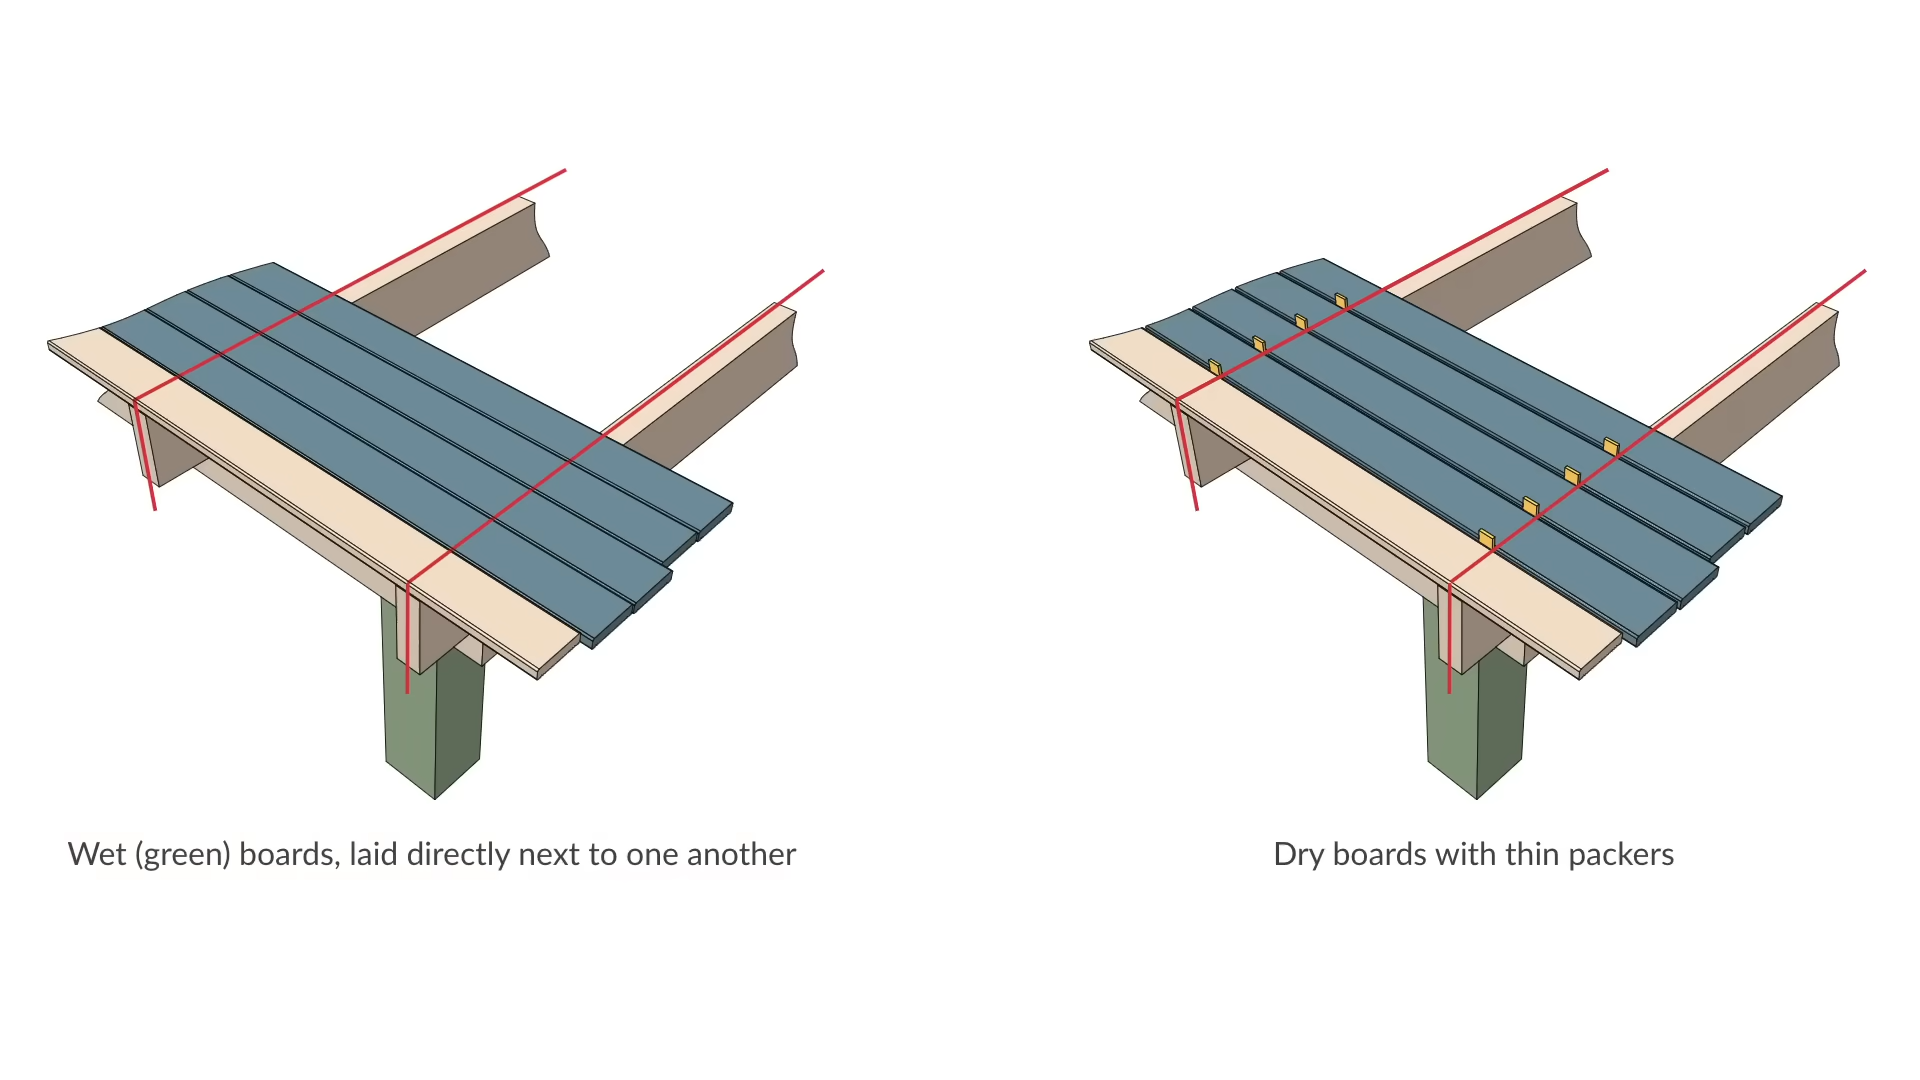 Wet (green) boards, laid directly next to one another
Dry boards with thin packers